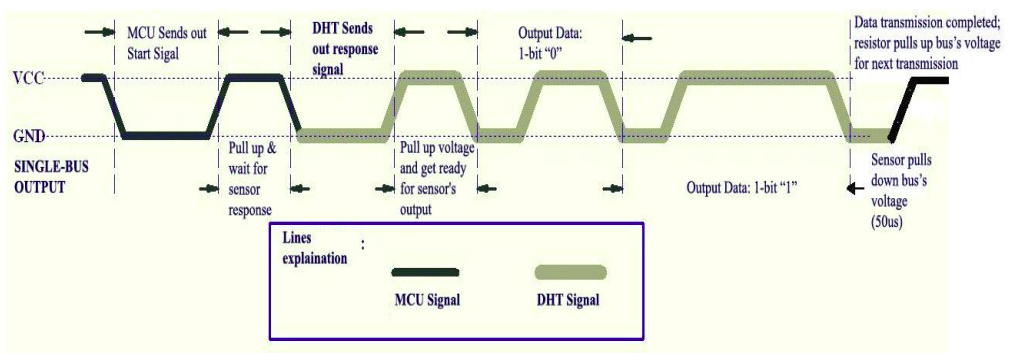 MCU Sends out
Start Sigal
DHT Sends
out response
signal
Output Data:
1-bit “0”
Data transmission completed;
resistor pulls up bus’s voltage
for next transmission
VCC
GND
SINGLE-BUS
OUTPUT
Pull up &
wait for
sensor
response
Pull up voltage
and get ready
for sensor's
output
Output Data: 1-bit “1”
Sensor pulls
down bus’s
voltage
(50us)
Lines :
explaination
MCU Signal
DHT Signal